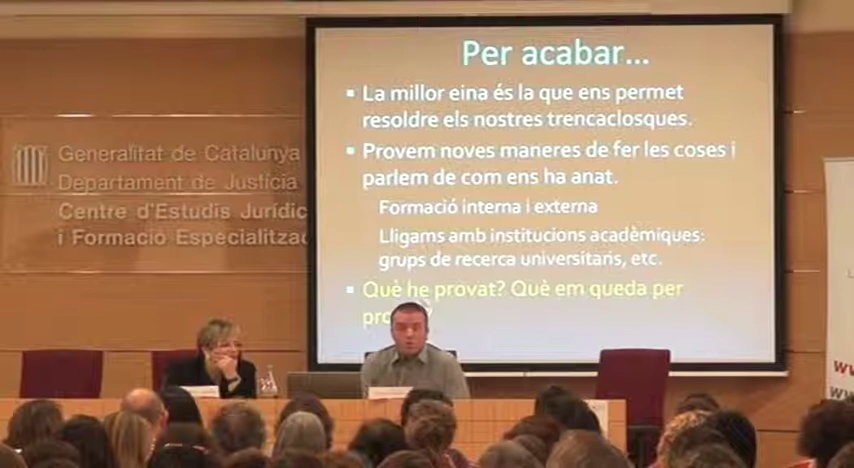 Generalitat de Catalunya
Departament de Justícia
Centre d'Estudis Jurídic
i Formació Especialitzac
Per acabar...
La millor eina és la que ens permet
resoldre els nostres trencaclosques.
Provem noves maneres de fer les coses i
parlem de com ens ha anat.
Formació interna i externa
Lligams amb institucions acadèmiques:
grups de recerca universitaris, etc.
Què he provat? Què em queda per